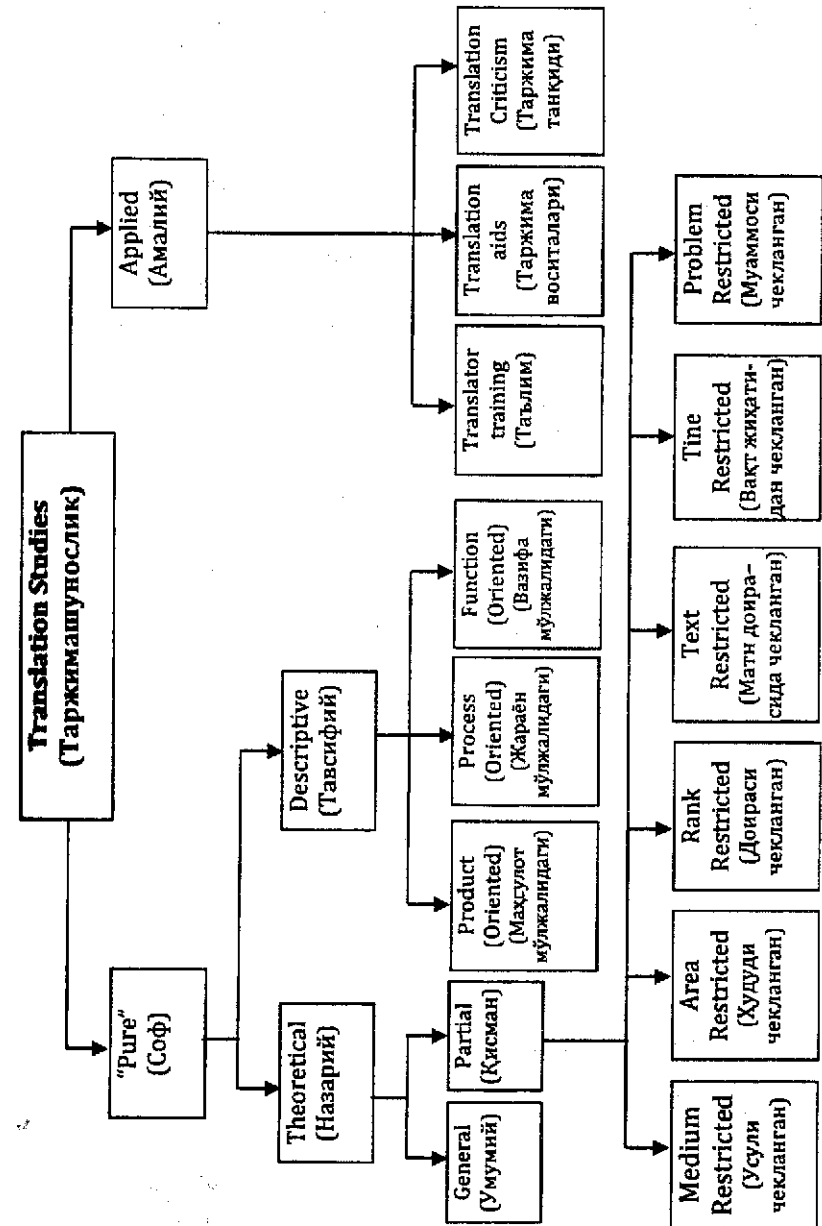 Translation Studies
(Таржимашунослик)
"Pure"
(Соф)
Applied
(Амалий)
Theoretical
(Назарий)
Descriptive
(Тавсифий)
General
(Умумий)
Partial
(Қисман)
Product
(Oriented)
(Маҳсулот
мўлжалидаги)
Process
(Oriented)
(Жараён
мўлжалидаги)
Function
(Oriented)
(Вазифа
мўлжалидаги
Translator
training
(Таълим)
Translation
aids
(Таржима
воситалари)
Translation
Criticism
(Таржима
танқиди)
Medium
Restricted
(Усули
чекланган)
Area
Restricted
(Ҳудуди
чекланган)
Rank
Restricted
(Доираси
чекланган)
Text
Restricted
(Матн доира-
сида чекланган)
Tine
Restricted
(Вақт жиҳати-
дан чекланган)
Problem
Restricted
(Муаммоси
чекланган)